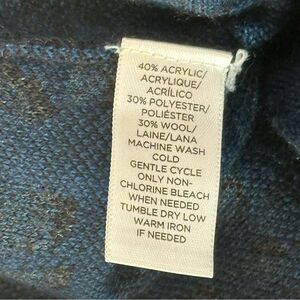 40% ACRYLIC/
ACRYLIQUE/
ACRÍLICO
30% POLYESTER/
POLIÉSTER
30% WOOL/
LAINE/LANA
MACHINE WASH
COLD
GENTLE CYCLE
ONLY NON-
CHLORINE BLEACH
WHEN NEEDED
TUMBLE DRY LOW
WARM IRON
IF NEEDED